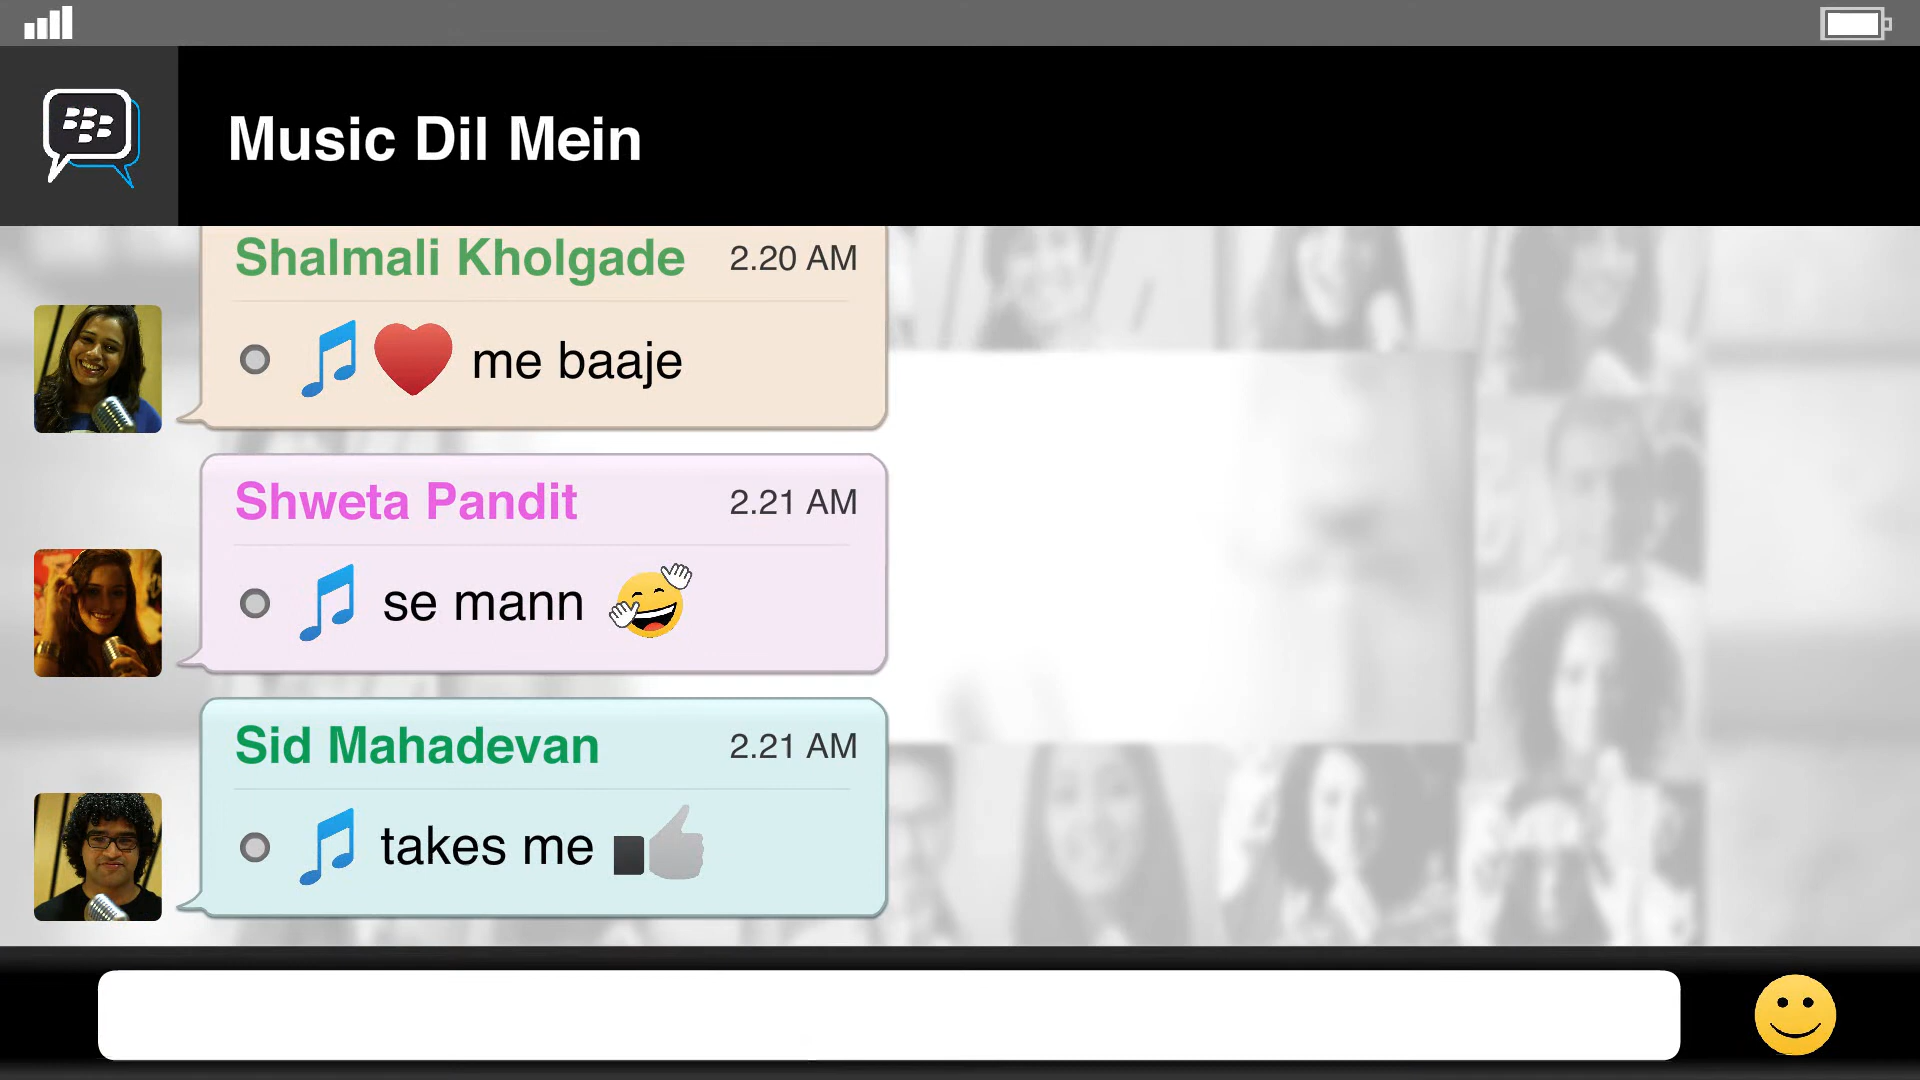 Music Dil Mein
Shalmali Kholgade 2.20 AM
🎵❤️ me baaje
Shweta Pandit 2.21 AM
🎵 se mann 🤗
Sid Mahadevan 2.21 AM
🎵 takes me 👍